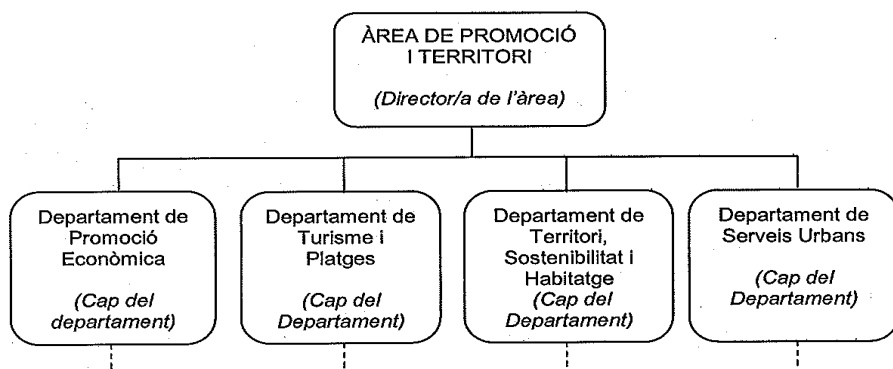 ÀREA DE PROMOCIÓ
I TERRITORI
(Director/a de l'àrea)
Departament de
Promoció
Econòmica
(Cap del
departament)
Departament de
Turisme i
Platges
(Cap del
Departament)
Departament de
Territori,
Sostenibilitat i
Habitatge
(Cap del
Departament)
Departament de
Serveis Urbans
(Cap del
Departament)